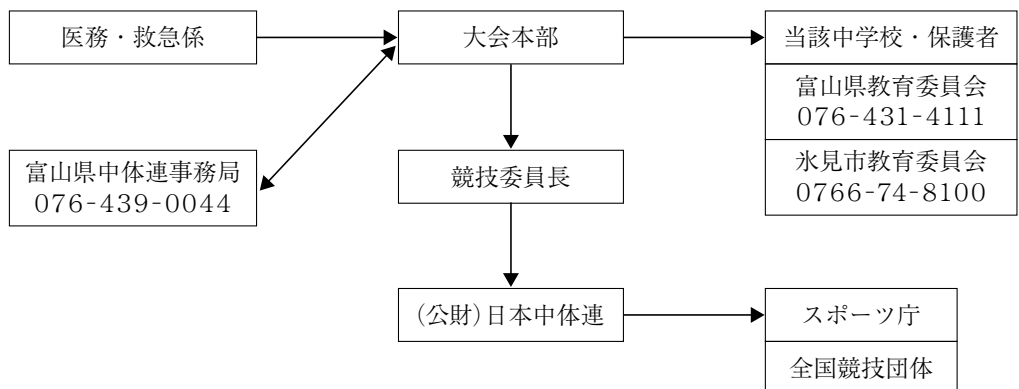 医務・救急係
大会本部
当該中学校・保護者
富山県教育委員会
076-431-4111
氷見市教育委員会
0766-74-8100
富山県中体連事務局
076-439-0044
競技委員長
(公財)日本中体連
スポーツ庁
全国競技団体